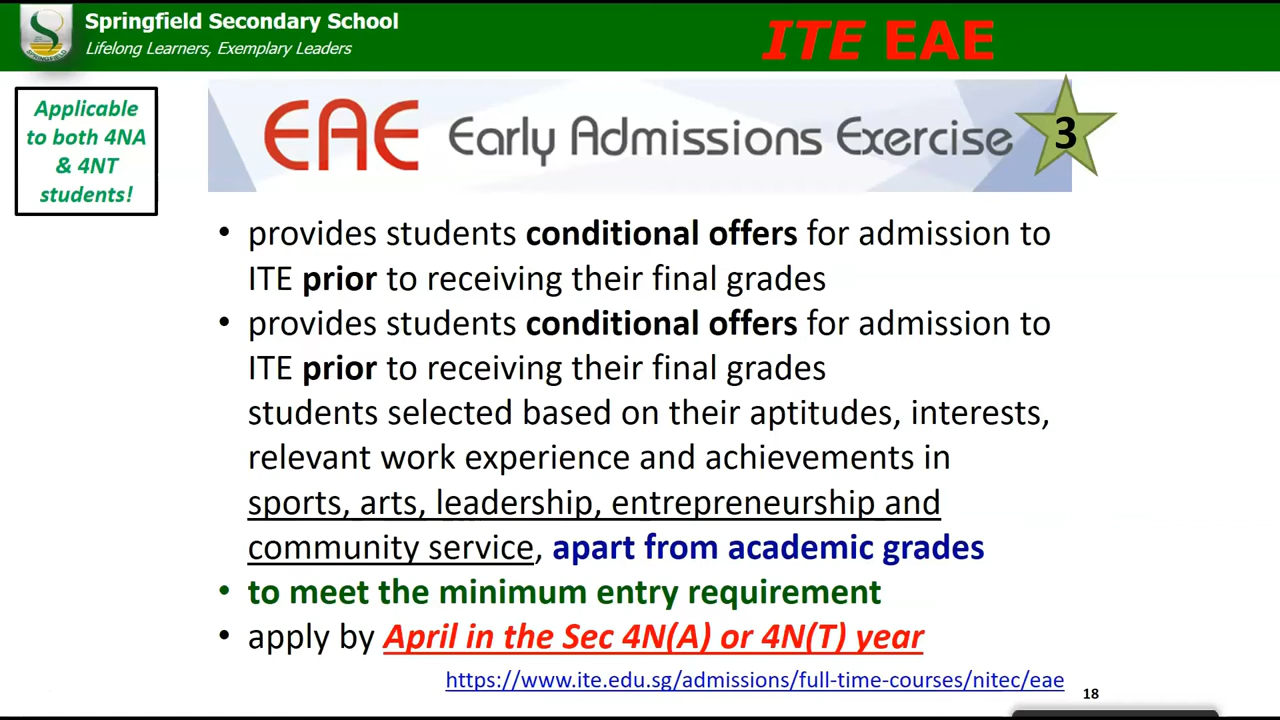 Springfield Secondary School
Lifelong Learners, Exemplary Leaders
ITE EAE
SPRINGFIELD
Applicable
to both 4NA
& 4NT
students!
EAE Early Admissions Exercise
3
• provides students conditional offers for admission to
ITE prior to receiving their final grades
• provides students conditional offers for admission to
ITE prior to receiving their final grades
students selected based on their aptitudes, interests,
relevant work experience and achievements in
sports, arts, leadership, entrepreneurship and
community service, apart from academic grades
• to meet the minimum entry requirement
• apply by April in the Sec 4N(A) or 4N(T) year
https://www.ite.edu.sg/admissions/full-time-courses/nitec/eae
18